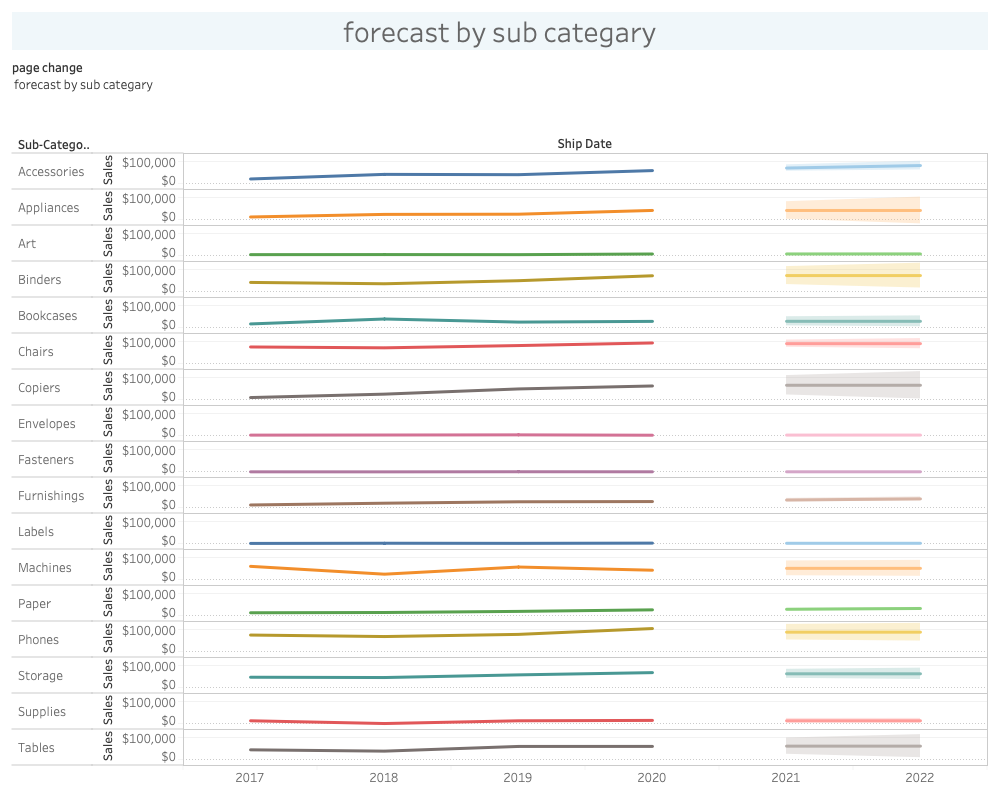 forecast by sub categary
page change
forecast by sub categary
Sub-Catego.. Ship Date
Accessories Sales $100,000 $0
Appliances Sales $100,000 $0
Art Sales $100,000 $0
Binders Sales $100,000 $0
Bookcases Sales $100,000 $0
Chairs Sales $100,000 $0
Copiers Sales $100,000 $0
Envelopes Sales $100,000 $0
Fasteners Sales $100,000 $0
Furnishings Sales $100,000 $0
Labels Sales $100,000 $0
Machines Sales $100,000 $0
Paper Sales $100,000 $0
Phones Sales $100,000 $0
Storage Sales $100,000 $0
Supplies Sales $100,000 $0
Tables Sales $100,000 $0
2017 2018 2019 2020 2021 2022